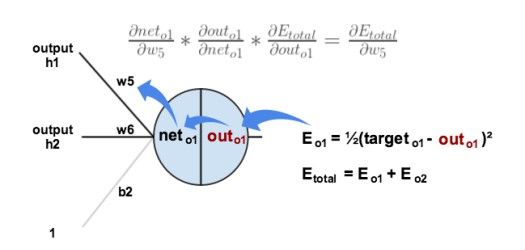 ∂net_o1/∂w5 * ∂out_o1/∂net_o1 * ∂E_total/∂out_o1 = ∂E_total/∂w5
output
h1
w5
output
h2
w6
net o1
out o1
E o1 = ½(target o1 - out o1 )²
E total = E o1 + E o2
b2
1